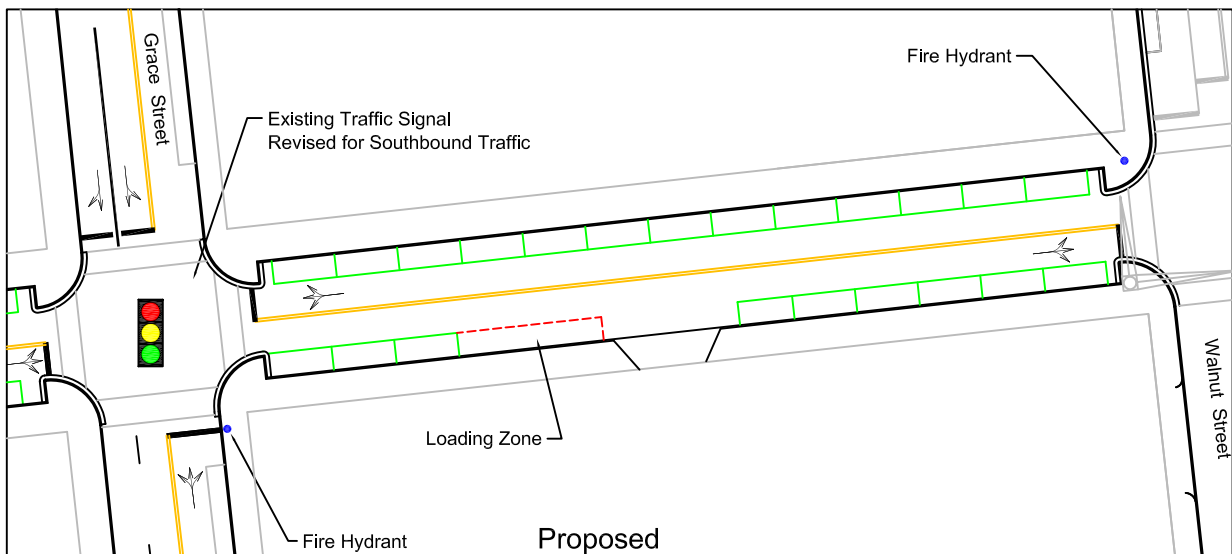 Grace Street
Existing Traffic Signal
Revised for Southbound Traffic
Fire Hydrant
Loading Zone
Walnut Street
Fire Hydrant
Proposed